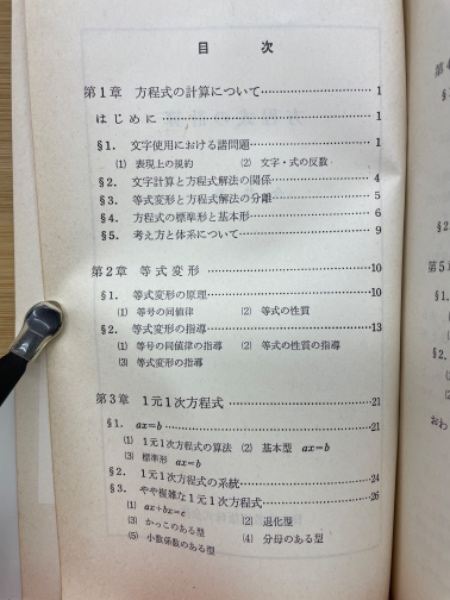 目 次
第1章 方程式の計算について…………………………1
はじめに…………………………1
§1. 文字使用における諸問題…………………………1
⑴ 表現上の規約 ⑵ 文字・式の反数
§2. 文字計算と方程式解法の関係…………………………4
§3. 等式変形と方程式解法の分離…………………………5
§4. 方程式の標準形と基本形…………………………6
§5. 考え方と体系について…………………………9
第2章 等式変形…………………………10
§1. 等式変形の原理…………………………10
⑴ 等号の同値律 ⑵ 等式の性質
§2. 等式変形の指導…………………………13
⑴ 等号の同値律の指導 ⑵ 等式の性質の指導
⑶ 等式変形の指導
第3章 1元1次方程式…………………………21
§1. ax=b…………………………21
⑴ 1元1次方程式の算法 ⑵ 基本型 ax=b
⑶ 標準形 ax=b
§2. 1元1次方程式の系統…………………………24
§3. やや複雑な1元1次方程式…………………………26
⑴ ax+bx=c ⑵ 退化型
⑶ かっこのある型 ⑷ 分母のある型
⑸ 小数係数のある型
第4
§
§2
第5章
§1.
§2.
おわ